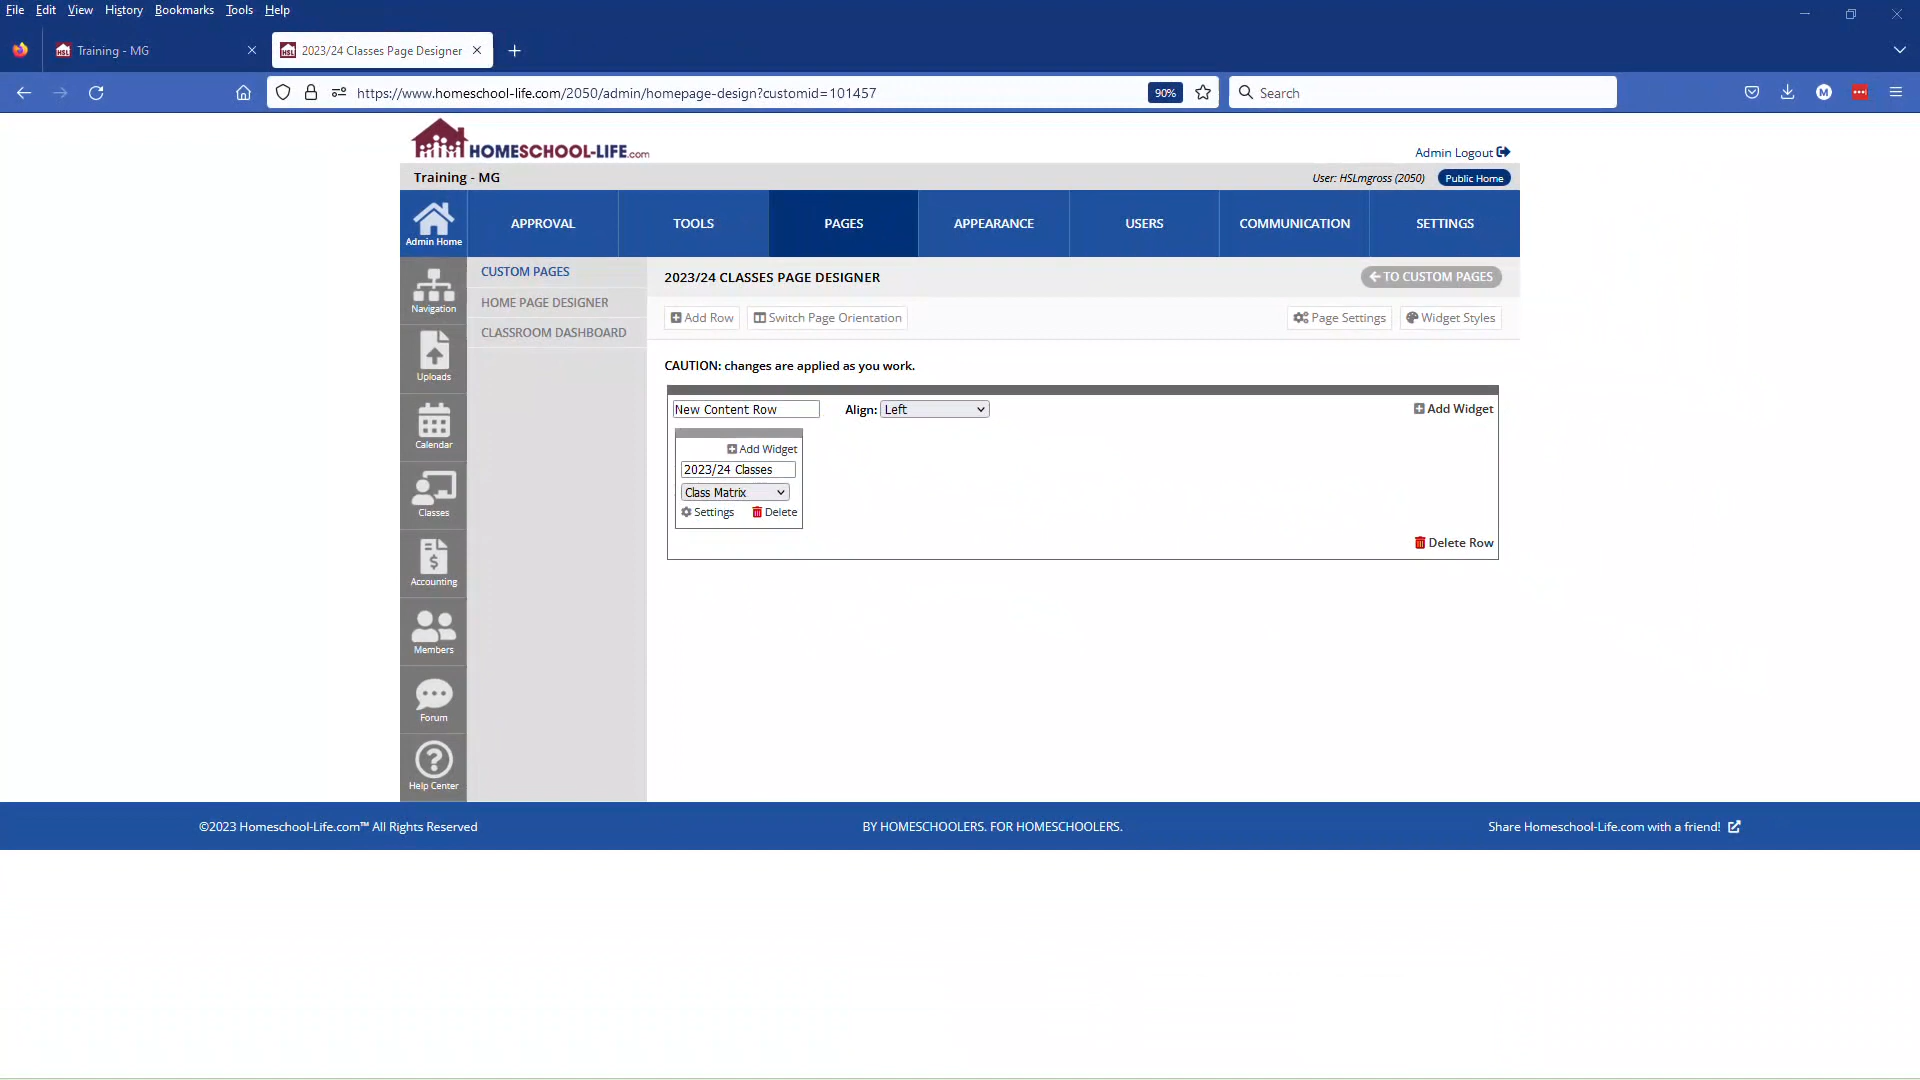 File Edit View History Bookmarks Tools Help
Training - MG
2023/24 Classes Page Designer
https://www.homeschool-life.com/2050/admin/homepage-design?customid=101457
90%
Search
M
HOMESCHOOL-LIFE.com
Admin Logout
Training - MG
User: HSLmgross (2050)
Public Home
Admin Home
APPROVAL
TOOLS
PAGES
APPEARANCE
USERS
COMMUNICATION
SETTINGS
Navigation
Uploads
Calendar
Classes
Accounting
Members
Forum
Help Center
CUSTOM PAGES
HOME PAGE DESIGNER
CLASSROOM DASHBOARD
2023/24 CLASSES PAGE DESIGNER
TO CUSTOM PAGES
Add Row
Switch Page Orientation
Page Settings
Widget Styles
CAUTION: changes are applied as you work.
New Content Row
Align: Left
Add Widget
Add Widget
2023/24 Classes
Class Matrix
Settings
Delete
Delete Row
©2023 Homeschool-Life.com™ All Rights Reserved
BY HOMESCHOOLERS. FOR HOMESCHOOLERS.
Share Homeschool-Life.com with a friend!